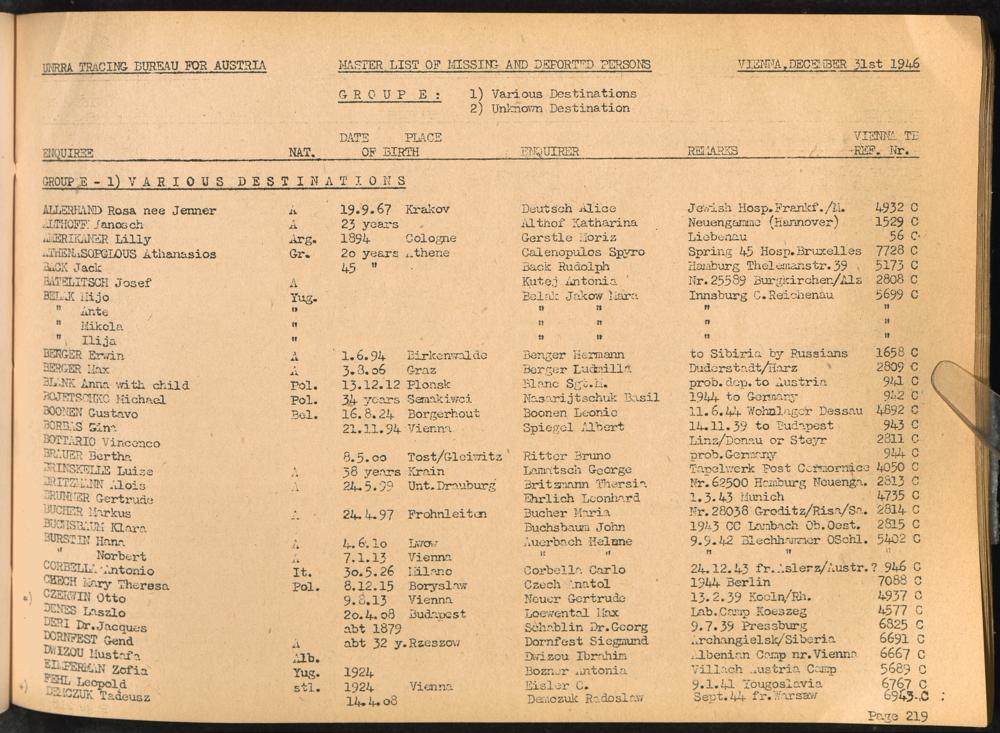 UNRRA TRACING BUREAU FOR AUSTRIA MASTER LIST OF MISSING AND DEPORTED PERSONS VIENNA, DECEMBER 31st 1946
GROUP E: 1) Various Destinations
2) Unknown Destination
DATE PLACE VIENNA TB
ENQUIREE NAT. OF BIRTH ENQUIRER REMARKS REF. Nr.
GROUP E - 1) VARIOUS DESTINATIONS
ALLERHAND Rosa nee Jenner A 19.9.67 Krakov Deutsch Alice Jewish Hosp.Frankf./M. 4932 C
ALTHOFF Janosch A 23 years Althof Katharina Neuengamme (Hannover) 1529 C
AMERIKANER Lilly Arg. 1894 Cologne Gerstle Moriz Liebenau 56 C
ATHENASOPOLOUS Athanasios Gr. 20 years Athene Calenopulos Spyro Spring 45 Hosp.Bruxelles 7728 C
BACK Jack 45 " Back Rudolph Hamburg Thelemanstr.39 5173 C
BATELITSCH Josef A Kutej Antonia Nr.25589 Burgkirchen/Alz 2808 C
BELAK Mijo Yug. Belak Jakow Mara Innsburg C.Reichenau 5699 C
" Ante " " " " "
" Mikola " " " " "
" Ilija " " " " "
BERGER Erwin A 1.6.94 Birkenwalde Benger Hermann to Sibiria by Russians 1658 C
BERGER Max A 3.8.06 Graz Berger Ludmilla Duderstadt/Harz 2809 C
BLANK Anna with child Pol. 13.12.12 Plonsk Blanc Sgt.M. prob.dep.to Austria 941 C
BOJETSCHKO Michael Pol. 34 years Semakiwci Nasarijtschuk Basil 1944 to Germany 942 C
BOONEN Gustavo Bel. 16.8.24 Borgerhout Boonen Leonie 11.6.44 Wohnlager Dessau 4892 C
BORBAS Gina 21.11.94 Vienna Spiegel Albert 14.11.39 to Budapest 943 C
BOTTARIO Vincenco Linz/Donau or Steyr 2811 C
BRAUER Bertha 8.5.00 Tost/Gleiwitz Ritter Bruno prob.Germany 944 C
BRINSKELLE Luise A 38 years Krain Lamatsch George Tapelwerk Post Cormornice 4050 C
BRITZMANN Alois A 24.5.99 Unt.Drauburg Britzmann Thersia Nr.62500 Hamburg Neuenga. 2813 C
BRUNNER Gertrude Ehrlich Leonhard 1.3.43 Munich 4735 C
BUCHER Markus A 24.4.97 Frohnleiten Bucher Maria Nr.28038 Groditz/Risa/Sa. 2814 C
BUCHSBAUM Klara Buchsbaum John 1943 CC Lambach Ob.Oest. 2815 C
BURSTIN Hana A 4.6.10 Lwow Auerbach Helene 9.9.42 Blechhammer OSchl. 5402 C
" Norbert A 7.1.13 Vienna " " " " "
CORBELLA Antonio It. 30.5.26 Milano Corbella Carlo 24.12.43 fr.Aslerz/Austr.? 946 C
CZECH Mary Theresa Pol. 8.12.15 Boryslaw Czech Anatol 1944 Berlin 7088 C
CZERWIN Otto 9.8.13 Vienna Neuer Gertrude 13.2.39 Koeln/Rh. 4937 C
DENES Laszlo 20.4.08 Budapest Loewental Max Lab.Camp Koeszeg 4577 C
DERI Dr.Jacques abt 1879 Schablin Dr.Georg 9.7.39 Pressburg 6825 C
DORNFEST Gend A abt 32 y.Rzeszow Dornfest Siegmund Archangielsk/Siberia 6691 C
DWIZOU Mustafa Alb. Dwizou Ibrahim Albenian Camp nr.Vienna 6667 C
EILPERMAN Zofia Yug. 1924 Boznar Antonia Villach Austria Camp 5689 C
FEHL Leopold stl. 1924 Vienna Eisler C. 9.1.41 Yougoslavia 6767 C
DEMCZUK Tadeusz 14.4.08 Demczuk Radoslaw Sept.44 fr.Warsaw 6943 C
Page 219